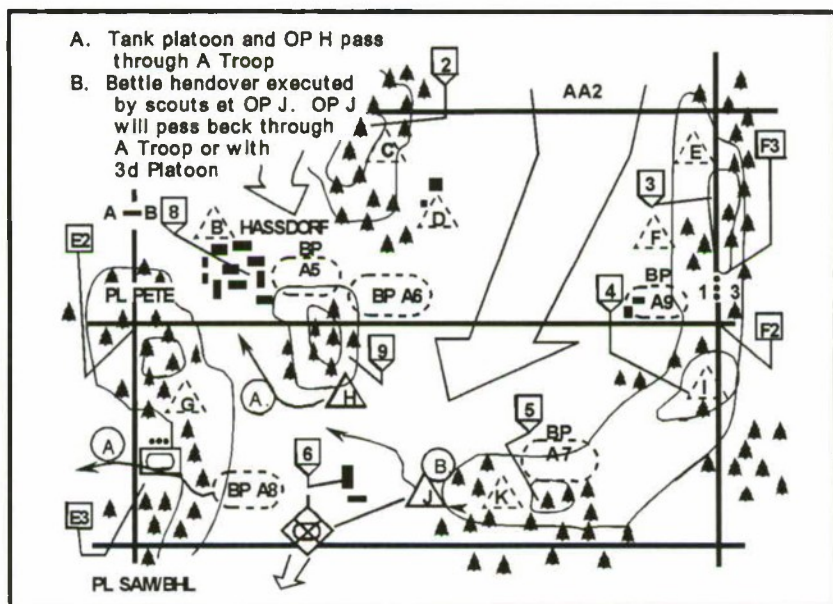 A. Tank platoon and OP H pass
through A Troop
B. Bettle hendover executed
by scouts et OP J. OP J
will pess beck through
A Troop or with
3d Platoon
2
AA2
C
E
F3
3
A B
8
B
HASSDORF
D
F
E2
BP
A5
BP A6
BP
A9
4
1 3
PL PETE
9
F2
A.
H
G
I
5
BP
A7
A
6
B.
BP A8
J
K
E3
PL SAM/BHL